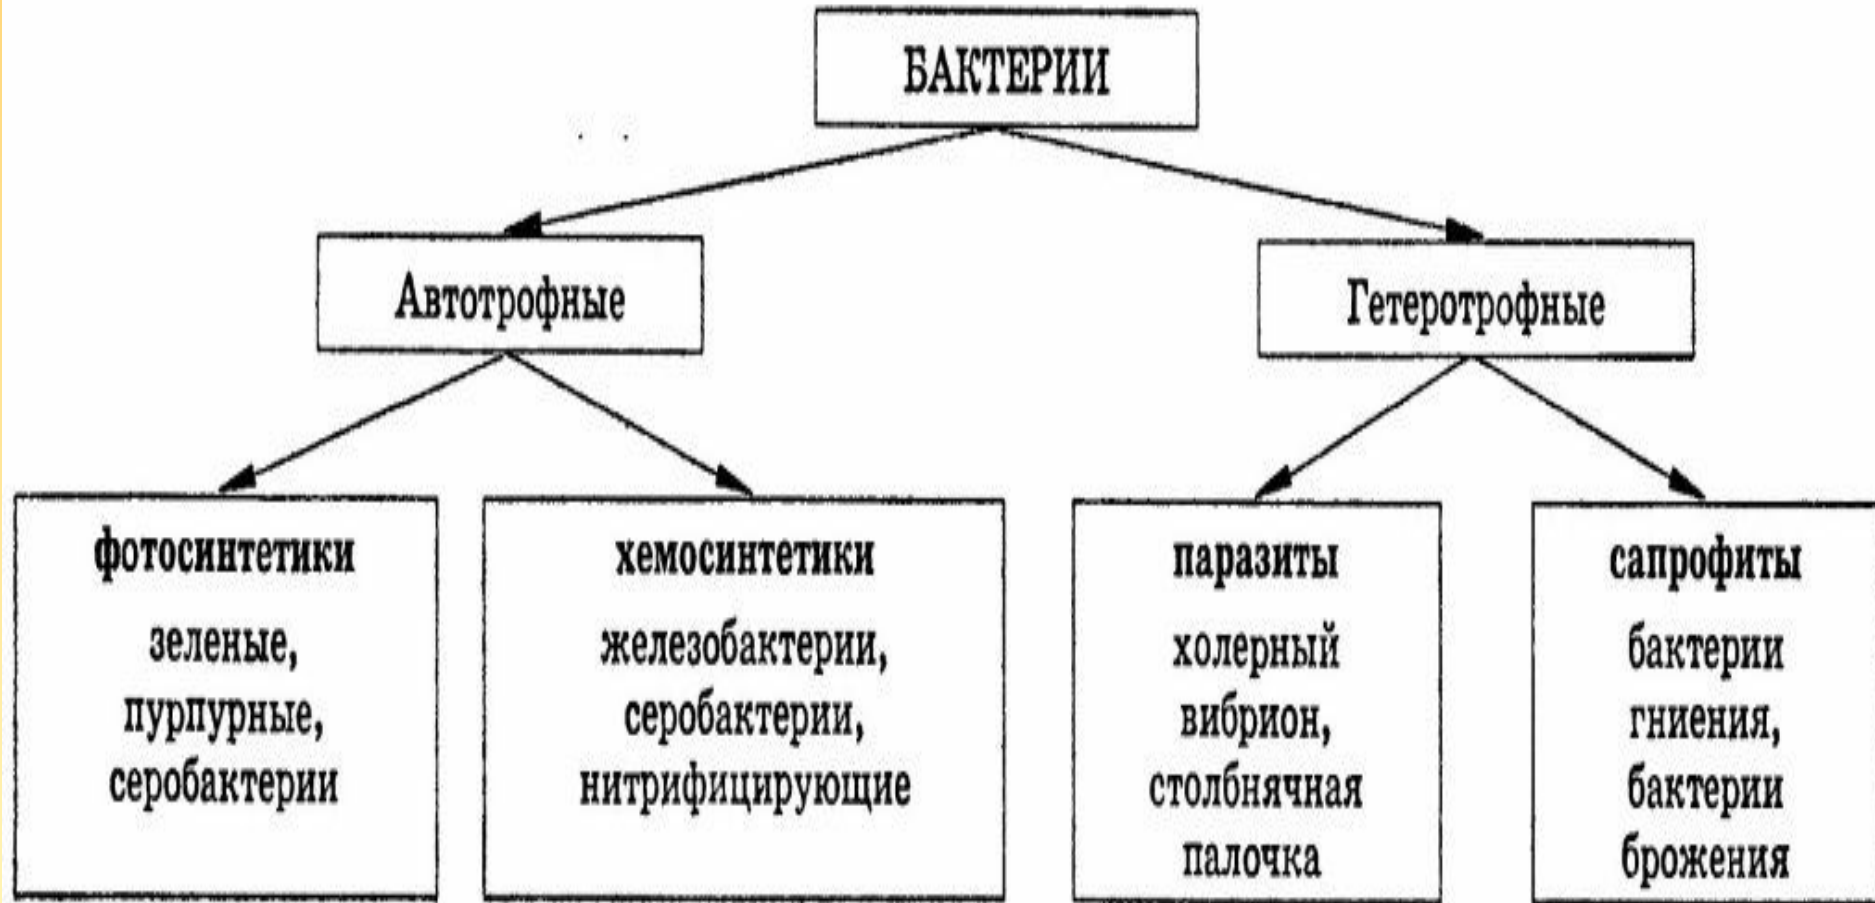 БАКТЕРИИ
Автотрофные
Гетеротрофные
фотосинтетики
зеленые,
пурпурные,
серобактерии
хемосинтетики
железобактерии,
серобактерии,
нитрифицирующие
паразиты
холерный
вибрион,
столбнячная
палочка
сапрофиты
бактерии
гниения,
бактерии
брожения